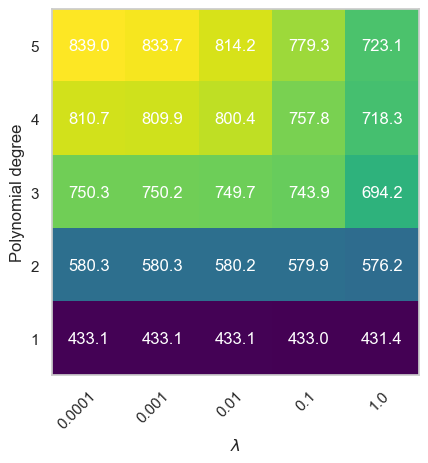 Polynomial degree
5 839.0 833.7 814.2 779.3 723.1
4 810.7 809.9 800.4 757.8 718.3
3 750.3 750.2 749.7 743.9 694.2
2 580.3 580.3 580.2 579.9 576.2
1 433.1 433.1 433.1 433.0 431.4
0.0001 0.001 0.01 0.1 1.0
λ